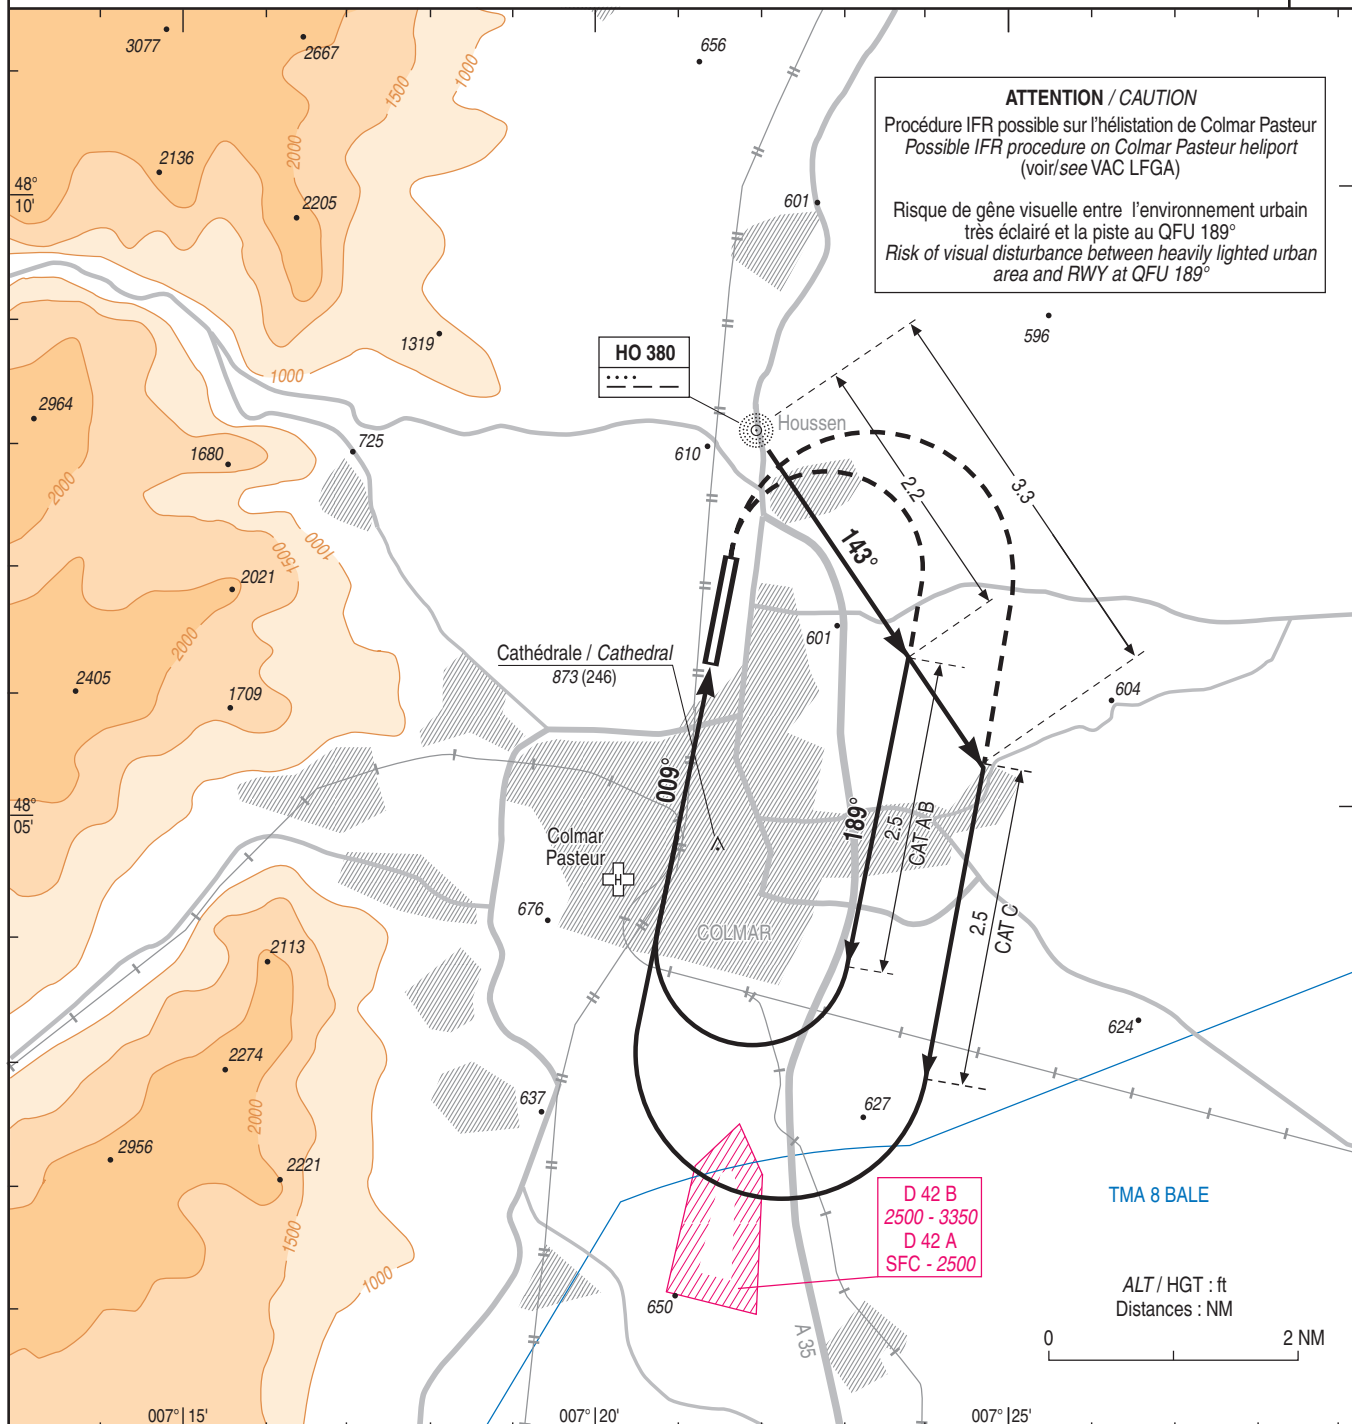 3077
2667
1500
1000
656
ATTENTION / CAUTION
Procédure IFR possible sur l'hélistation de Colmar Pasteur
Possible IFR procedure on Colmar Pasteur heliport
(voir/see VAC LFGA)
Risque de gêne visuelle entre l'environnement urbain
très éclairé et la piste au QFU 189°
Risk of visual disturbance between heavily lighted urban
area and RWY at QFU 189°
2136
2000
48°
10'
2205
601
596
1319
1000
HO 380
2964
Houssen
725
610
1680
2.2
3.3
2000
1500
1000
143°
2021
2000
601
Cathédrale / Cathedral
873 (246)
2405
1709
604
009°
48°
05'
189°
2.5
CAT A B
Colmar
Pasteur
H
676
COLMAR
2.5
CAT C
2113
624
2274
637
627
2000
2956
2221
D 42 B
2500 - 3350
D 42 A
SFC - 2500
TMA 8 BALE
1500
1000
650
ALT / HGT : ft
Distances : NM
A 35
0
2 NM
007° 15'
007° 20'
007° 25'